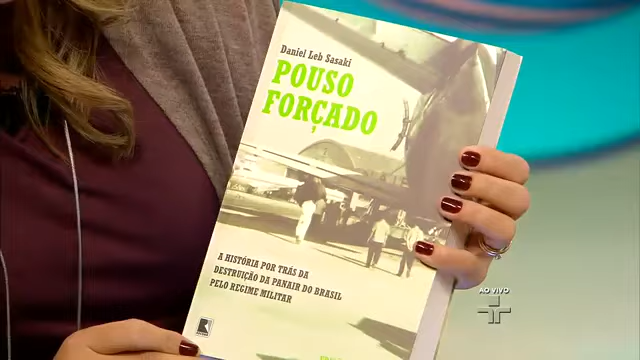 Daniel Leb Sasaki
POUSO
FORÇADO
A HISTÓRIA POR TRÁS DA
DESTRUIÇÃO DA PANAIR DO BRASIL
PELO REGIME MILITAR
AO VIVO